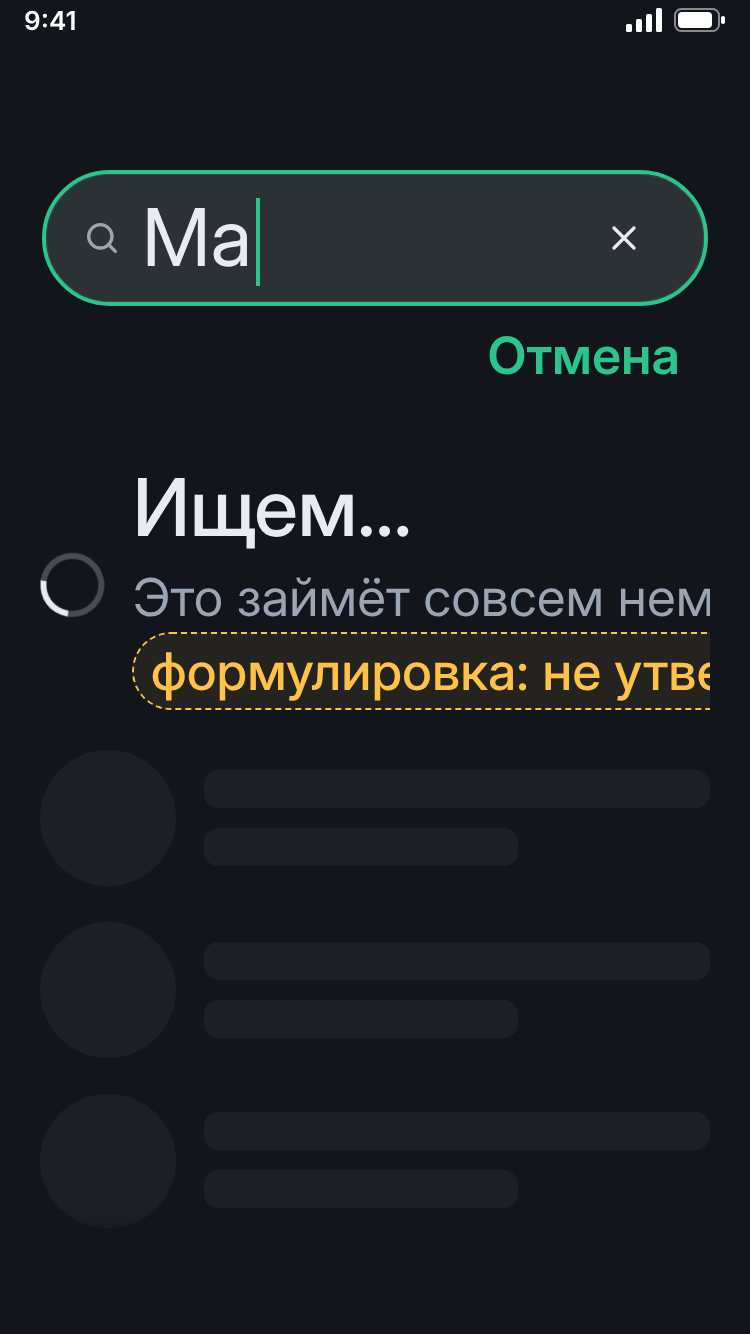 9:41
Ма
Отмена
Ищем...
Это займёт совсем нем
формулировка: не утве